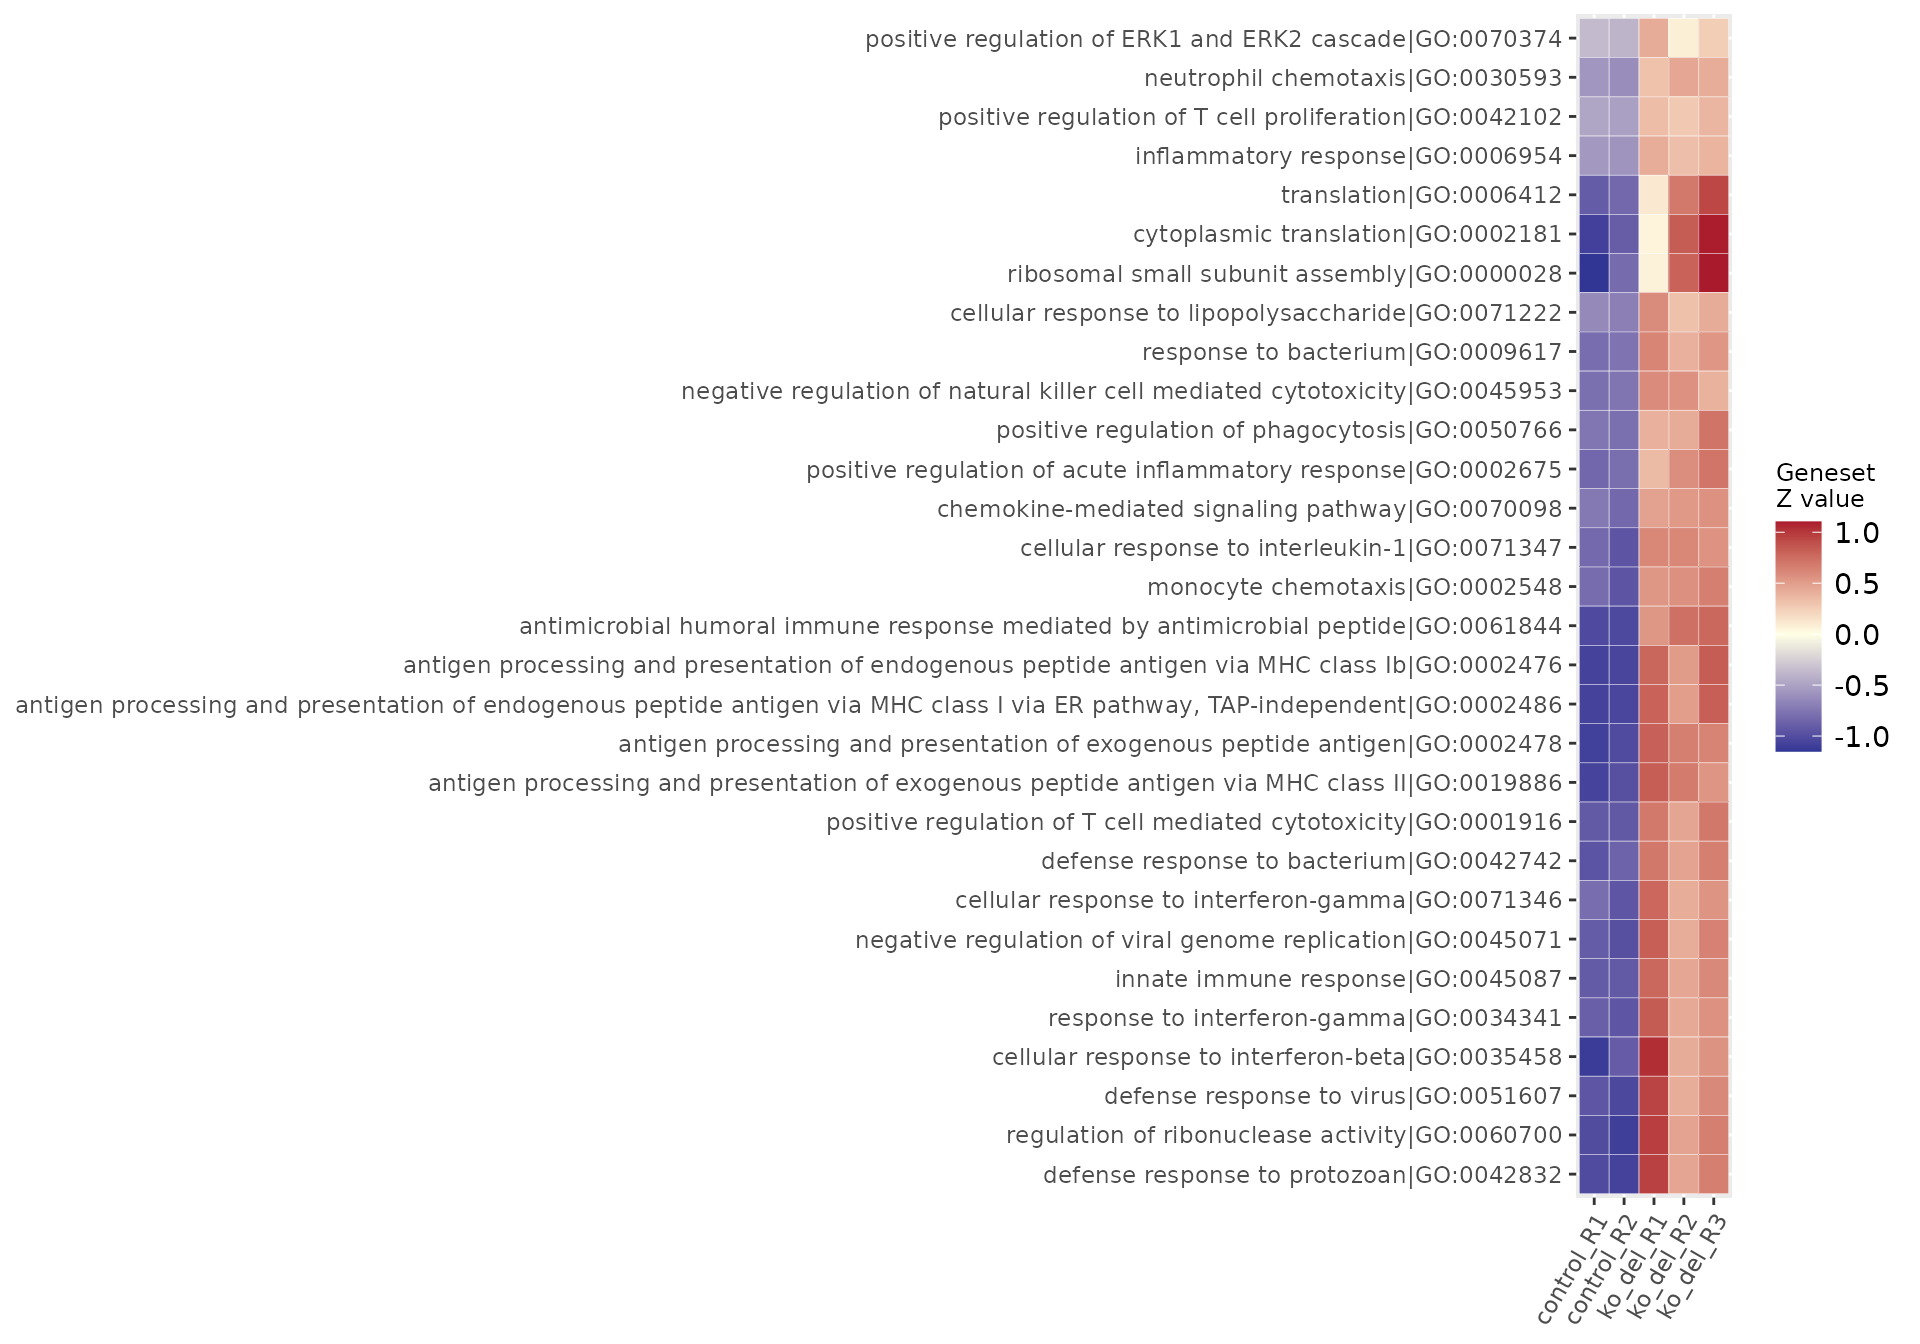 positive regulation of ERK1 and ERK2 cascade|GO:0070374
neutrophil chemotaxis|GO:0030593
positive regulation of T cell proliferation|GO:0042102
inflammatory response|GO:0006954
translation|GO:0006412
cytoplasmic translation|GO:0002181
ribosomal small subunit assembly|GO:0000028
cellular response to lipopolysaccharide|GO:0071222
response to bacterium|GO:0009617
negative regulation of natural killer cell mediated cytotoxicity|GO:0045953
positive regulation of phagocytosis|GO:0050766
positive regulation of acute inflammatory response|GO:0002675
chemokine-mediated signaling pathway|GO:0070098
cellular response to interleukin-1|GO:0071347
monocyte chemotaxis|GO:0002548
antimicrobial humoral immune response mediated by antimicrobial peptide|GO:0061844
antigen processing and presentation of endogenous peptide antigen via MHC class Ib|GO:0002476
antigen processing and presentation of endogenous peptide antigen via MHC class I via ER pathway, TAP-independent|GO:0002486
antigen processing and presentation of exogenous peptide antigen|GO:0002478
antigen processing and presentation of exogenous peptide antigen via MHC class II|GO:0019886
positive regulation of T cell mediated cytotoxicity|GO:0001916
defense response to bacterium|GO:0042742
cellular response to interferon-gamma|GO:0071346
negative regulation of viral genome replication|GO:0045071
innate immune response|GO:0045087
response to interferon-gamma|GO:0034341
cellular response to interferon-beta|GO:0035458
defense response to virus|GO:0051607
regulation of ribonuclease activity|GO:0060700
defense response to protozoan|GO:0042832
control_R1
control_R2
ko_del_R1
ko_del_R2
ko_del_R3
Geneset
Z value
1.0
0.5
0.0
-0.5
-1.0